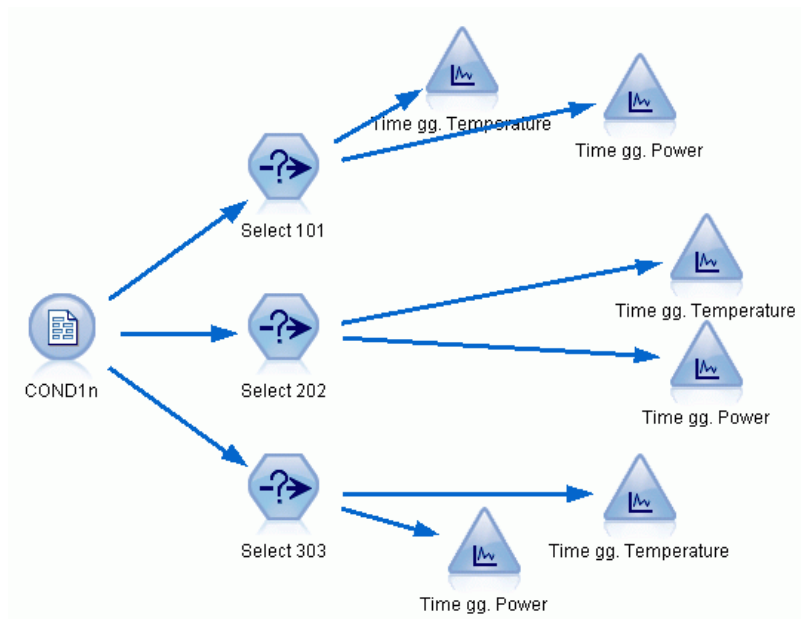 Time gg. Temperature
Time gg. Power
Select 101
Time gg. Temperature
COND1n
Select 202
Time gg. Power
Select 303
Time gg. Temperature
Time gg. Power